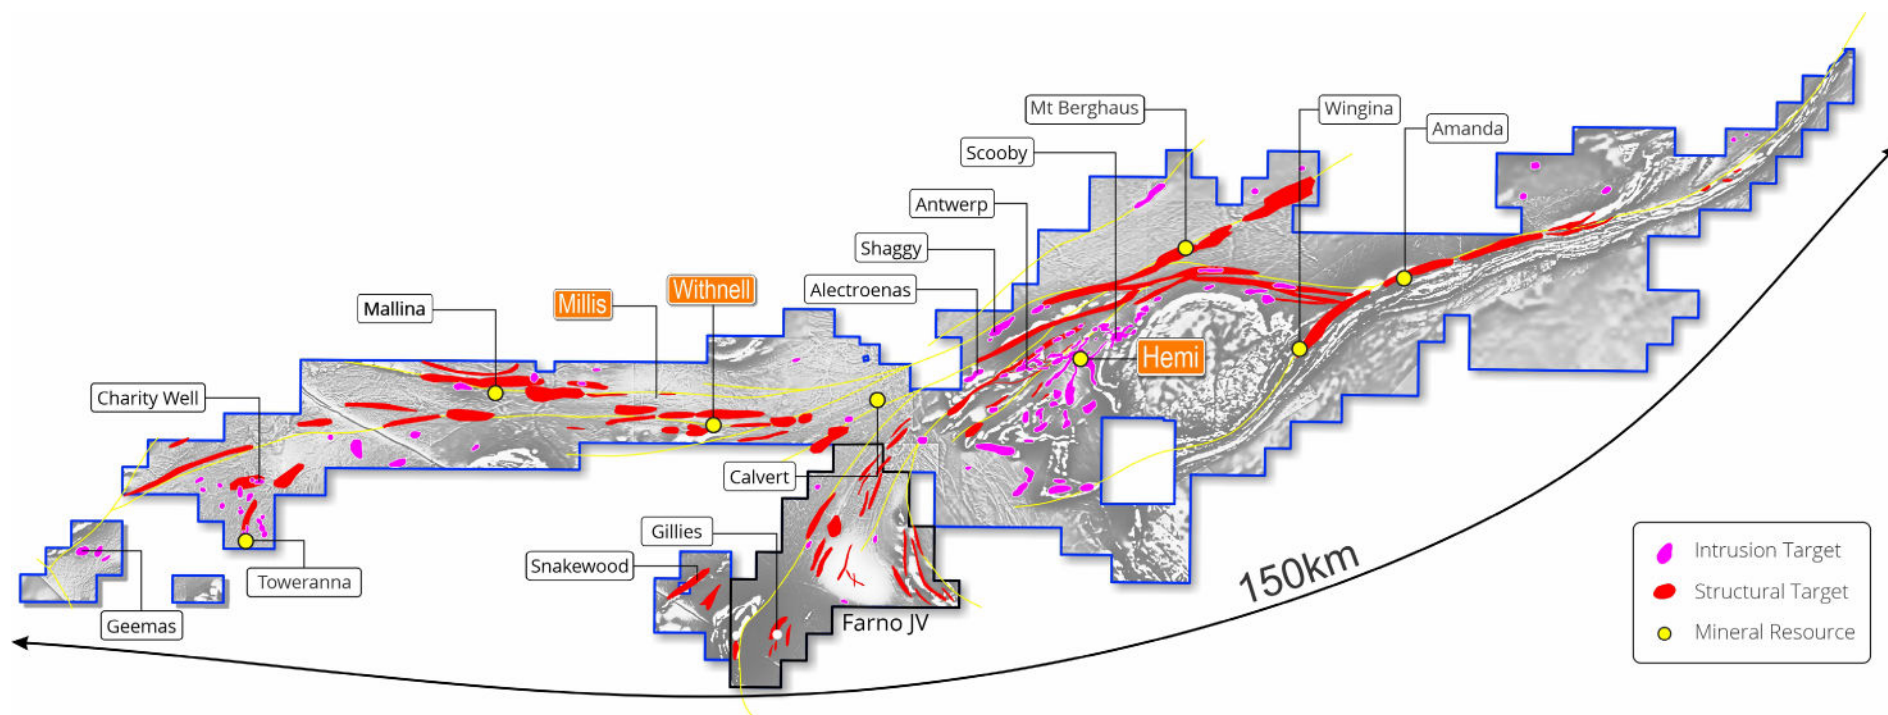 Mt Berghaus
Wingina
Amanda
Scooby
Antwerp
Shaggy
Alectroenas
Withnell
Millis
Mallina
Hemi
Charity Well
Calvert
Gillies
Snakewood
Toweranna
Geemas
Farno JV
150km
Intrusion Target
Structural Target
Mineral Resource